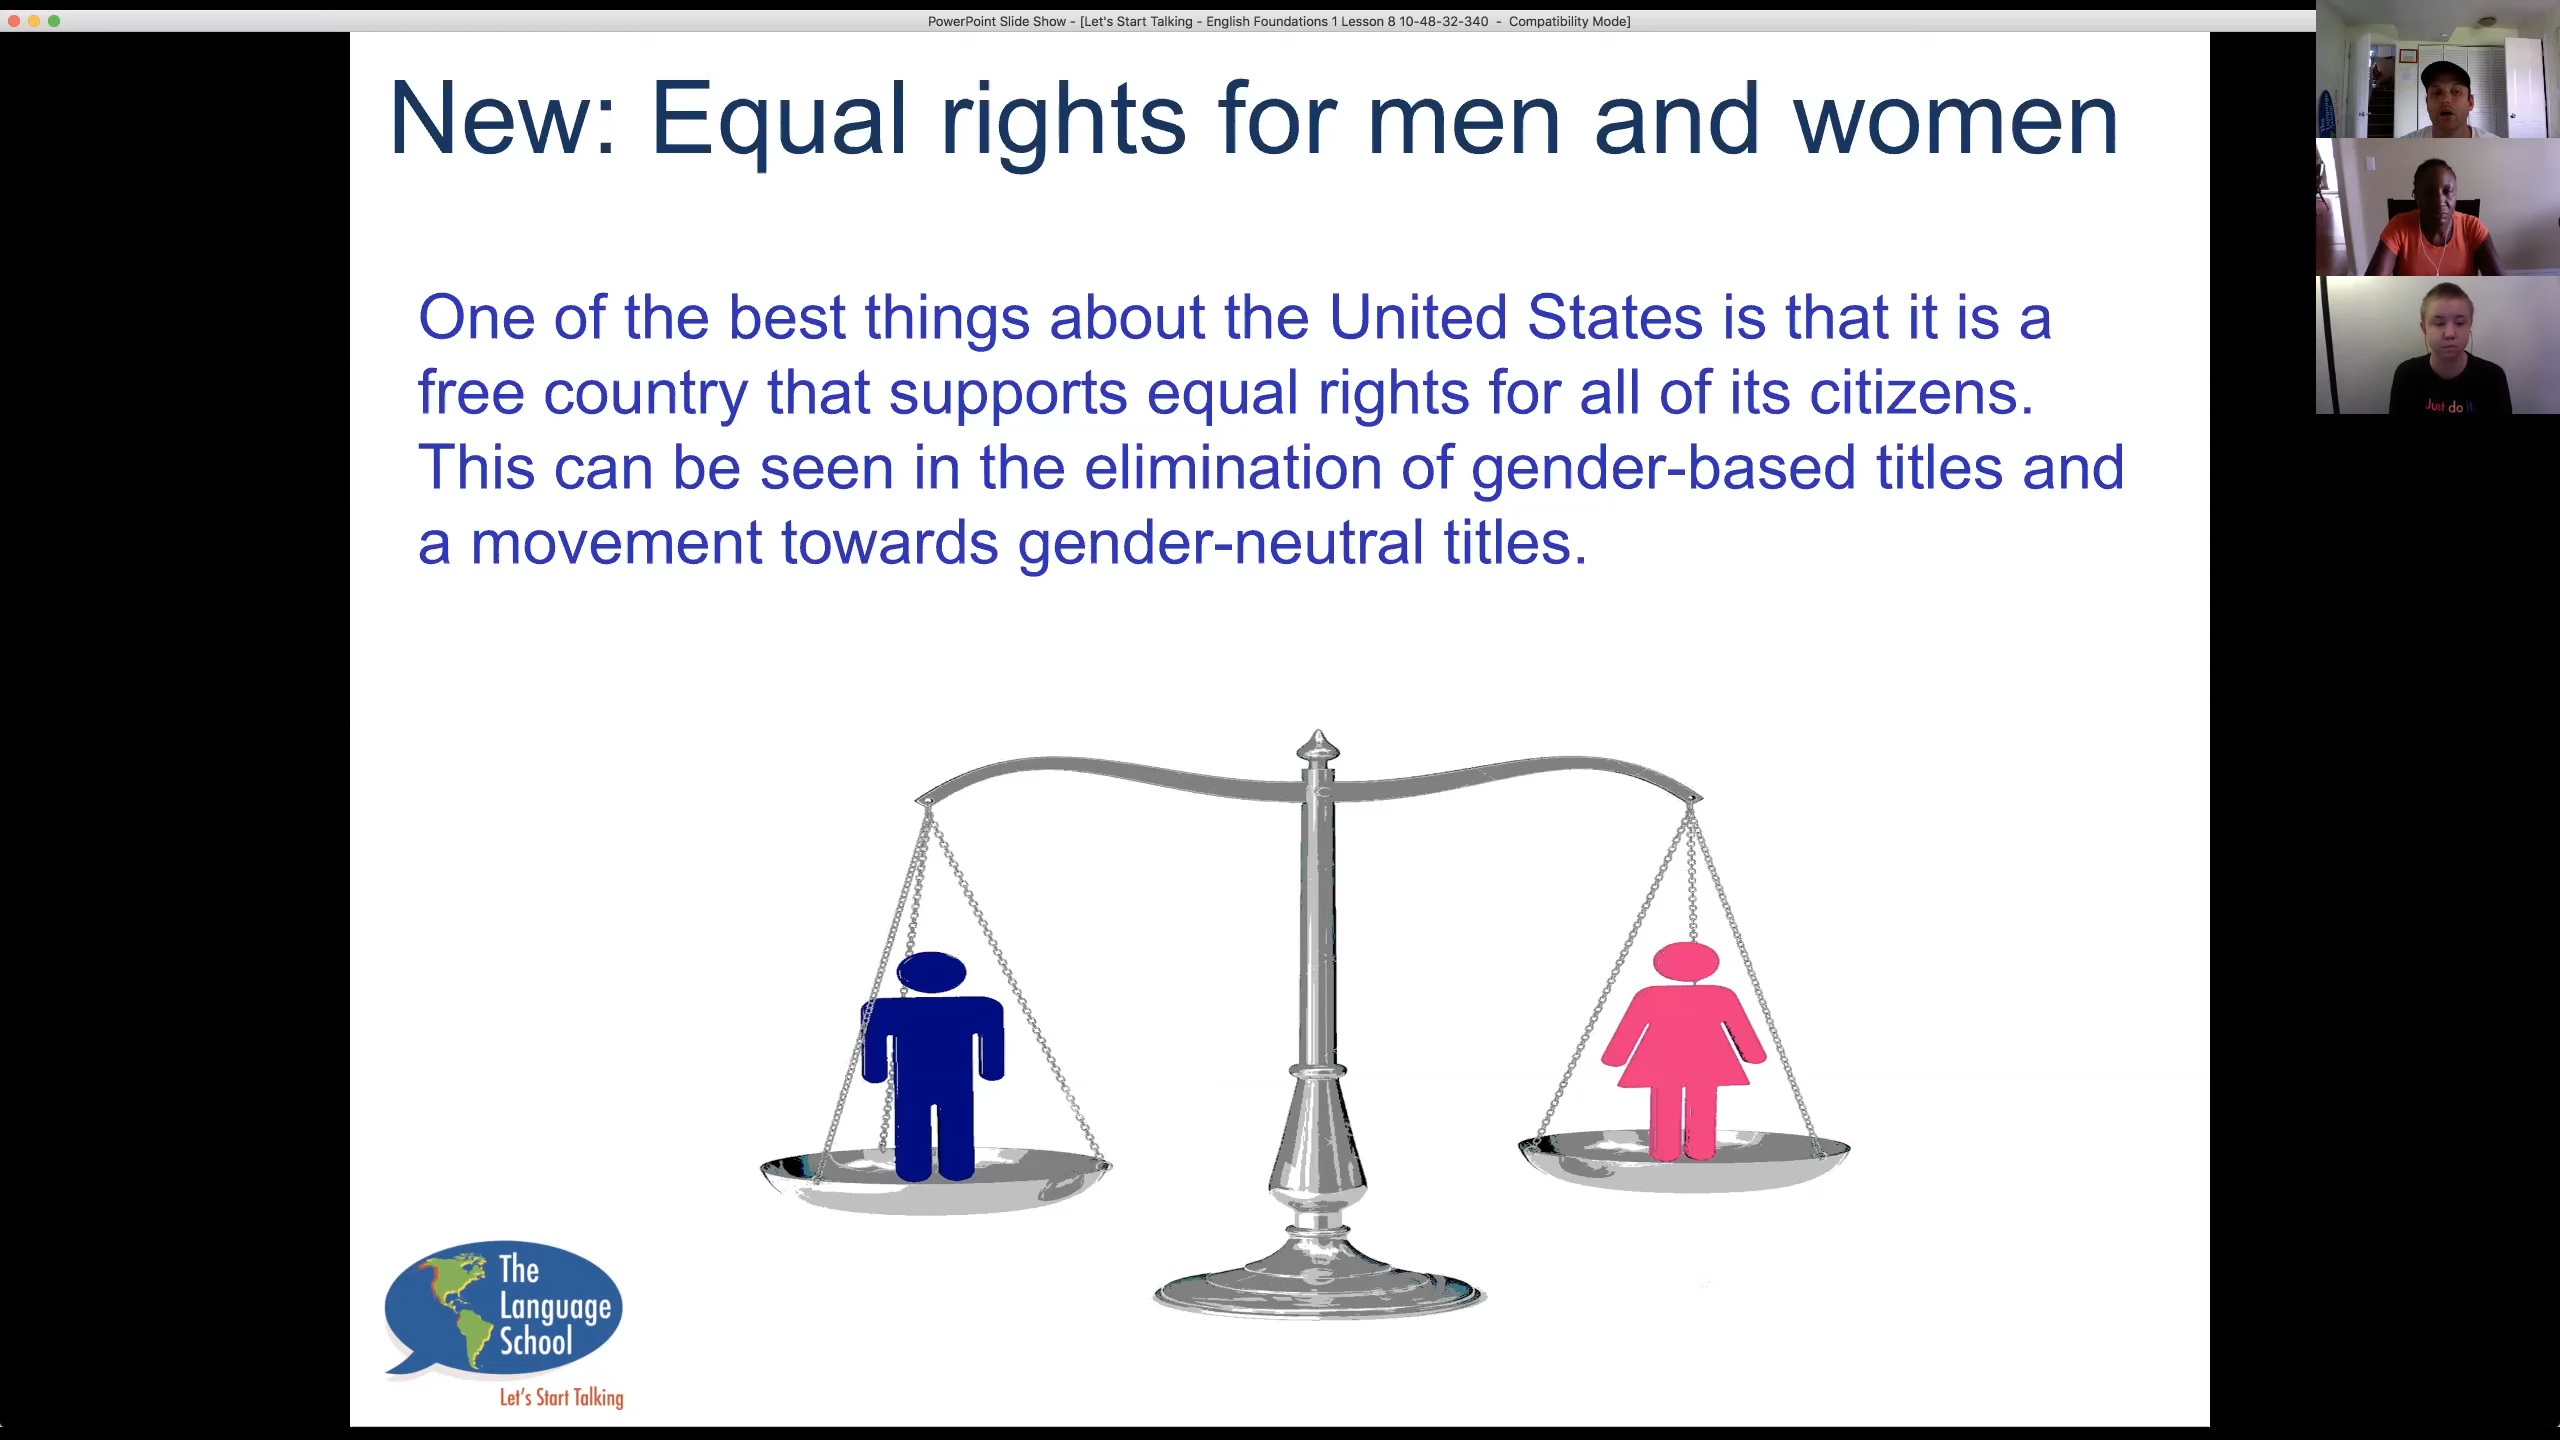 PowerPoint Slide Show - [Let's Start Talking - English Foundations 1 Lesson 8 10-48-32-340 - Compatibility Mode]
New: Equal rights for men and women
One of the best things about the United States is that it is a
free country that supports equal rights for all of its citizens.
This can be seen in the elimination of gender-based titles and
a movement towards gender-neutral titles.
The
Language
School
Let's Start Talking
Just do it